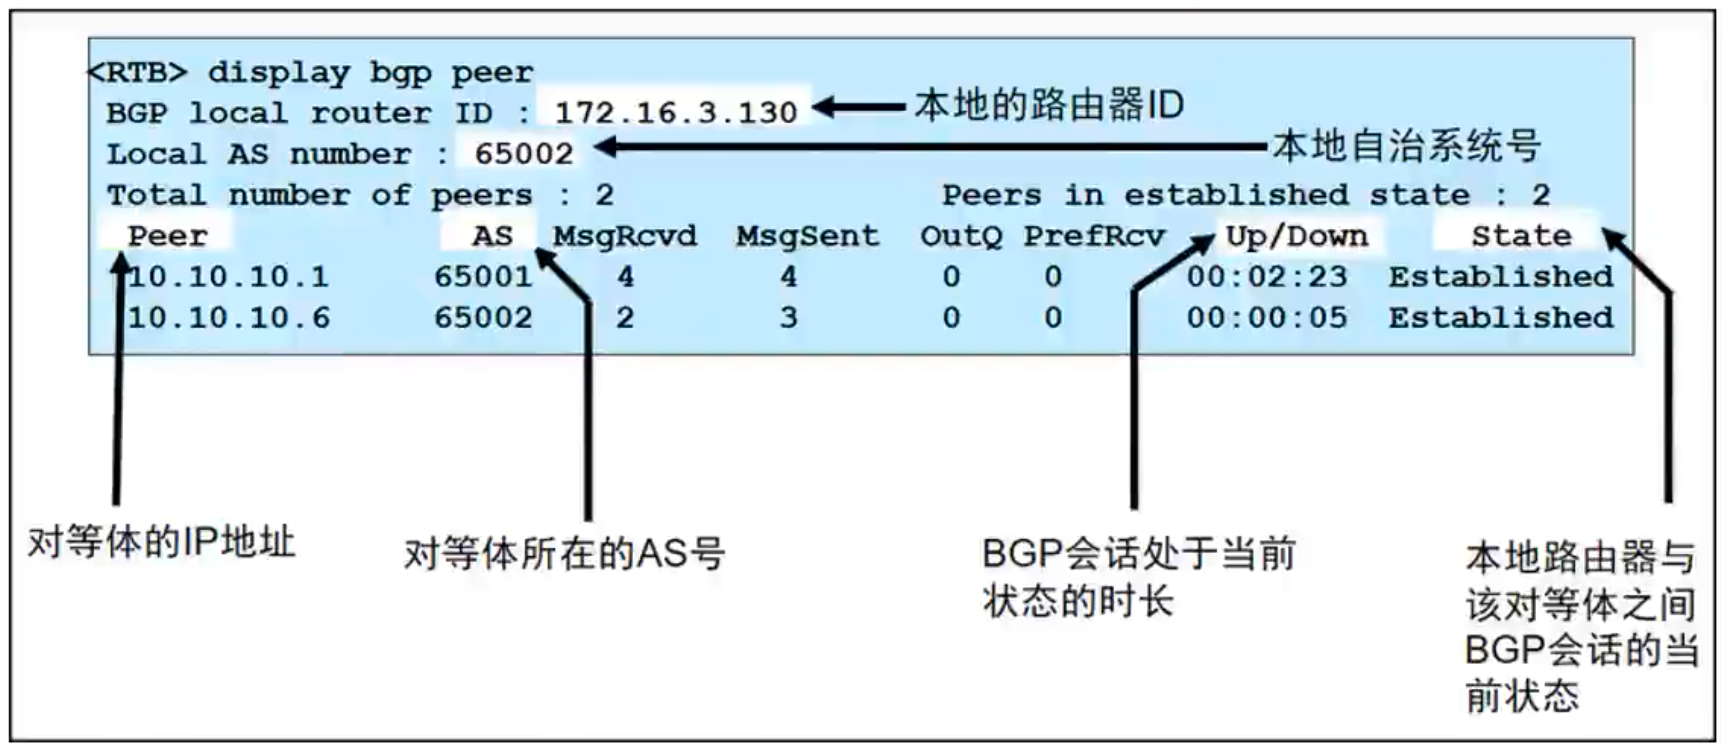 <RTB> display bgp peer
BGP local router ID : 172.16.3.130
本地的路由器ID
Local AS number : 65002
本地自治系统号
Total number of peers : 2 Peers in established state : 2
Peer AS MsgRcvd MsgSent OutQ PrefRcv Up/Down State
10.10.10.1 65001 4 4 0 0 00:02:23 Established
10.10.10.6 65002 2 3 0 0 00:00:05 Established
对等体的IP地址
对等体所在的AS号
BGP会话处于当前
状态的时长
本地路由器与
该对等体之间
BGP会话的当
前状态